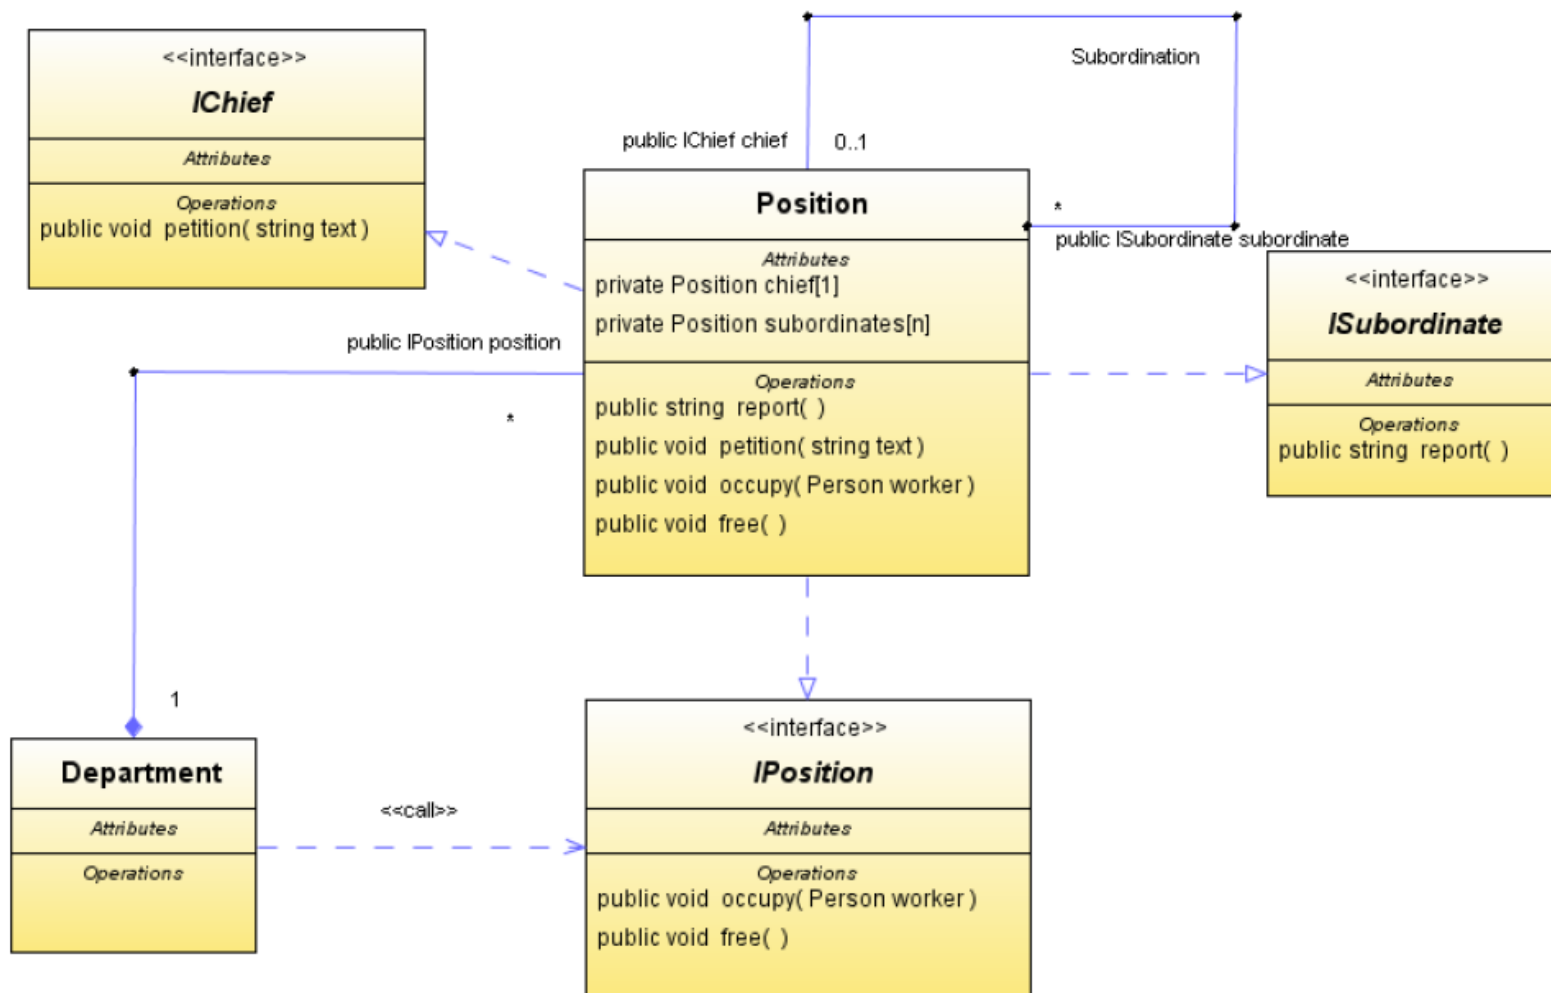 <<interface>>
IChief
Attributes
Operations
public void petition( string text )
Subordination
public IChief chief
0..1
Position
Attributes
private Position chief[1]
private Position subordinates[n]
Operations
public string report( )
public void petition( string text )
public void occupy( Person worker )
public void free( )
*
public ISubordinate subordinate
<<interface>>
ISubordinate
Attributes
Operations
public string report( )
public IPosition position
*
1
Department
Attributes
Operations
<<call>>
<<interface>>
IPosition
Attributes
Operations
public void occupy( Person worker )
public void free( )